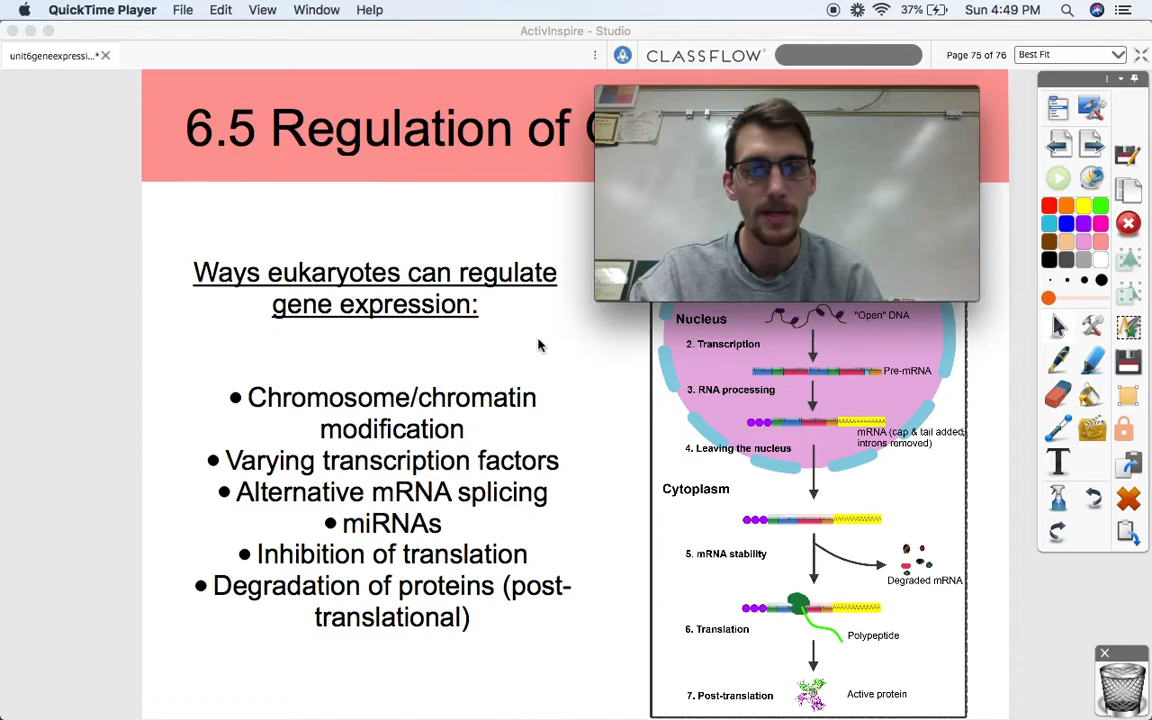 QuickTime Player File Edit View Window Help 37% Sun 4:49 PM
ActivInspire - Studio
unit6geneexpressi...* CLASSFLOW Page 75 of 76 Best Fit
6.5 Regulation of
Ways eukaryotes can regulate
gene expression:
• Chromosome/chromatin
modification
• Varying transcription factors
• Alternative mRNA splicing
• miRNAs
• Inhibition of translation
• Degradation of proteins (post-
translational)
Nucleus
"Open" DNA
2. Transcription
Pre-mRNA
3. RNA processing
mRNA (cap & tail added;
introns removed)
4. Leaving the nucleus
Cytoplasm
5. mRNA stability
Degraded mRNA
6. Translation
Polypeptide
7. Post-translation
Active protein